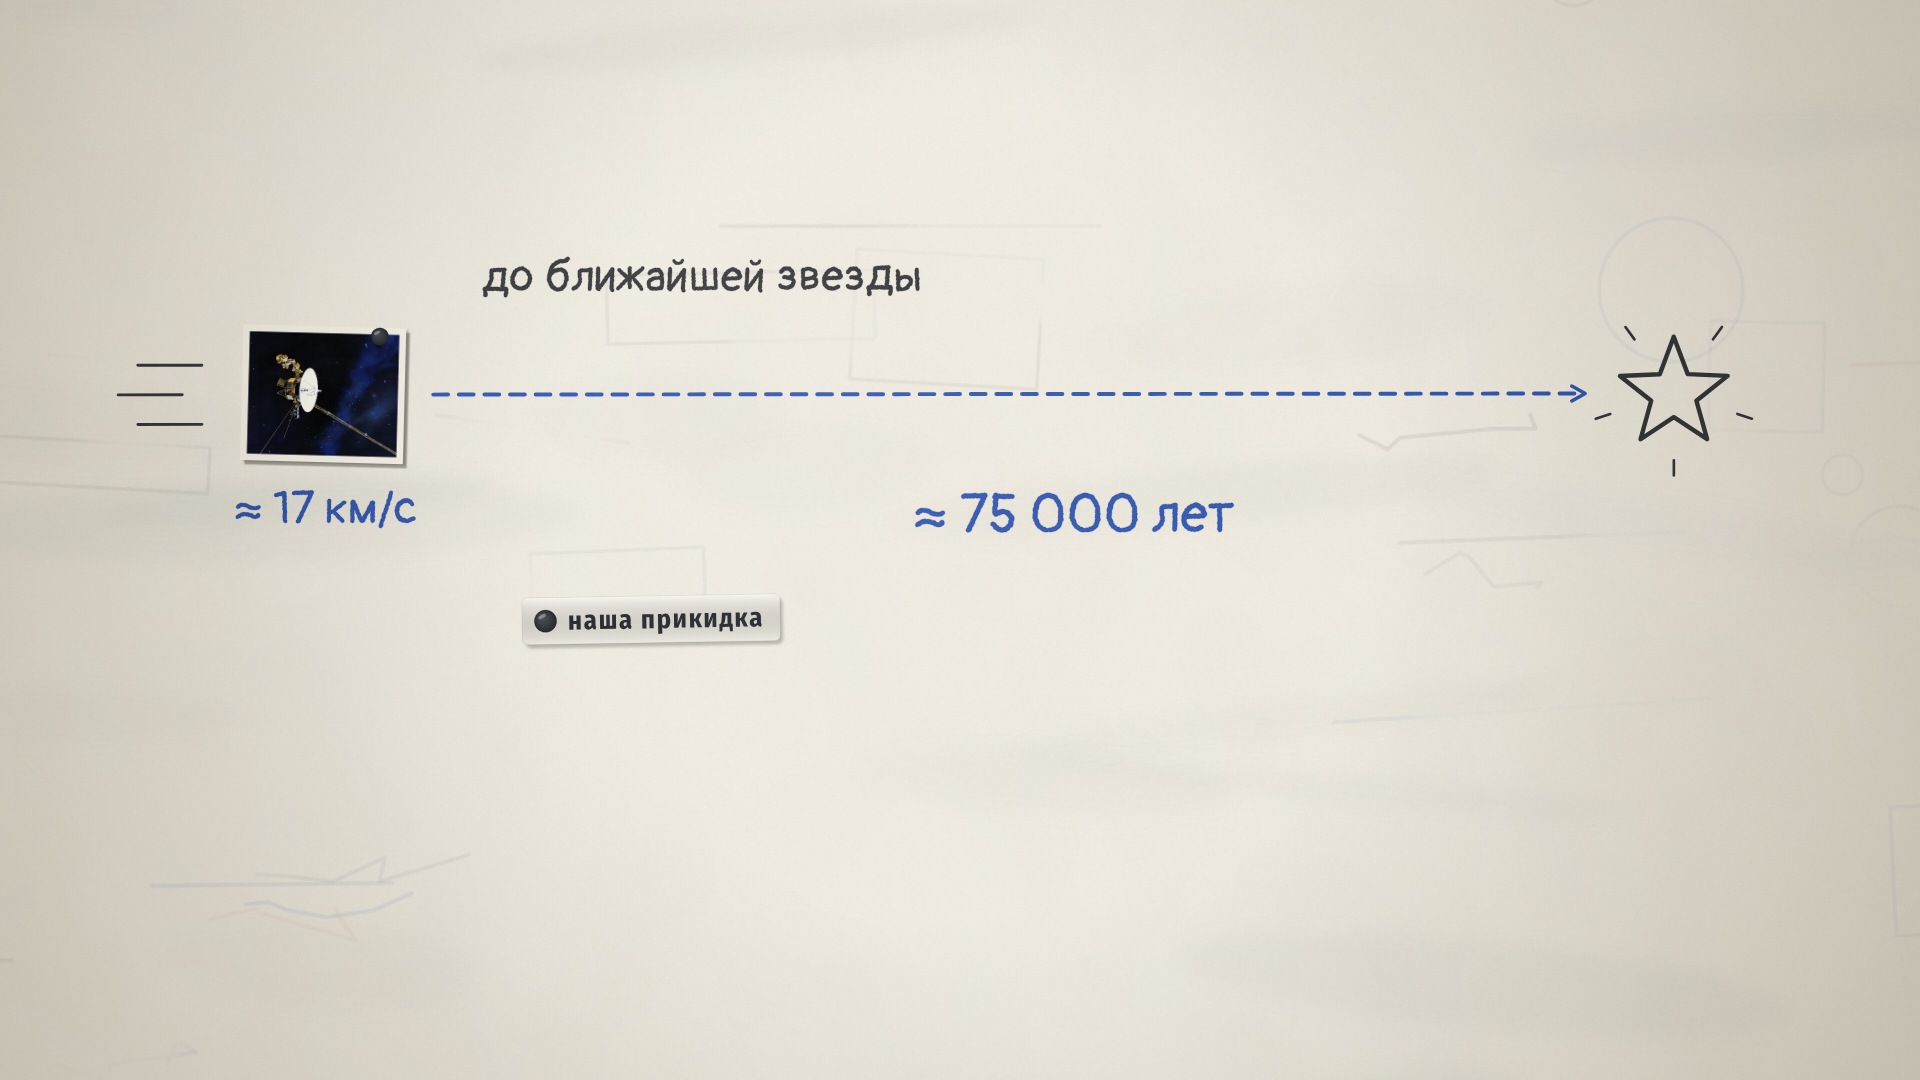 до ближайшей звезды
≈ 17 км/с
≈ 75 000 лет
наша прикидка